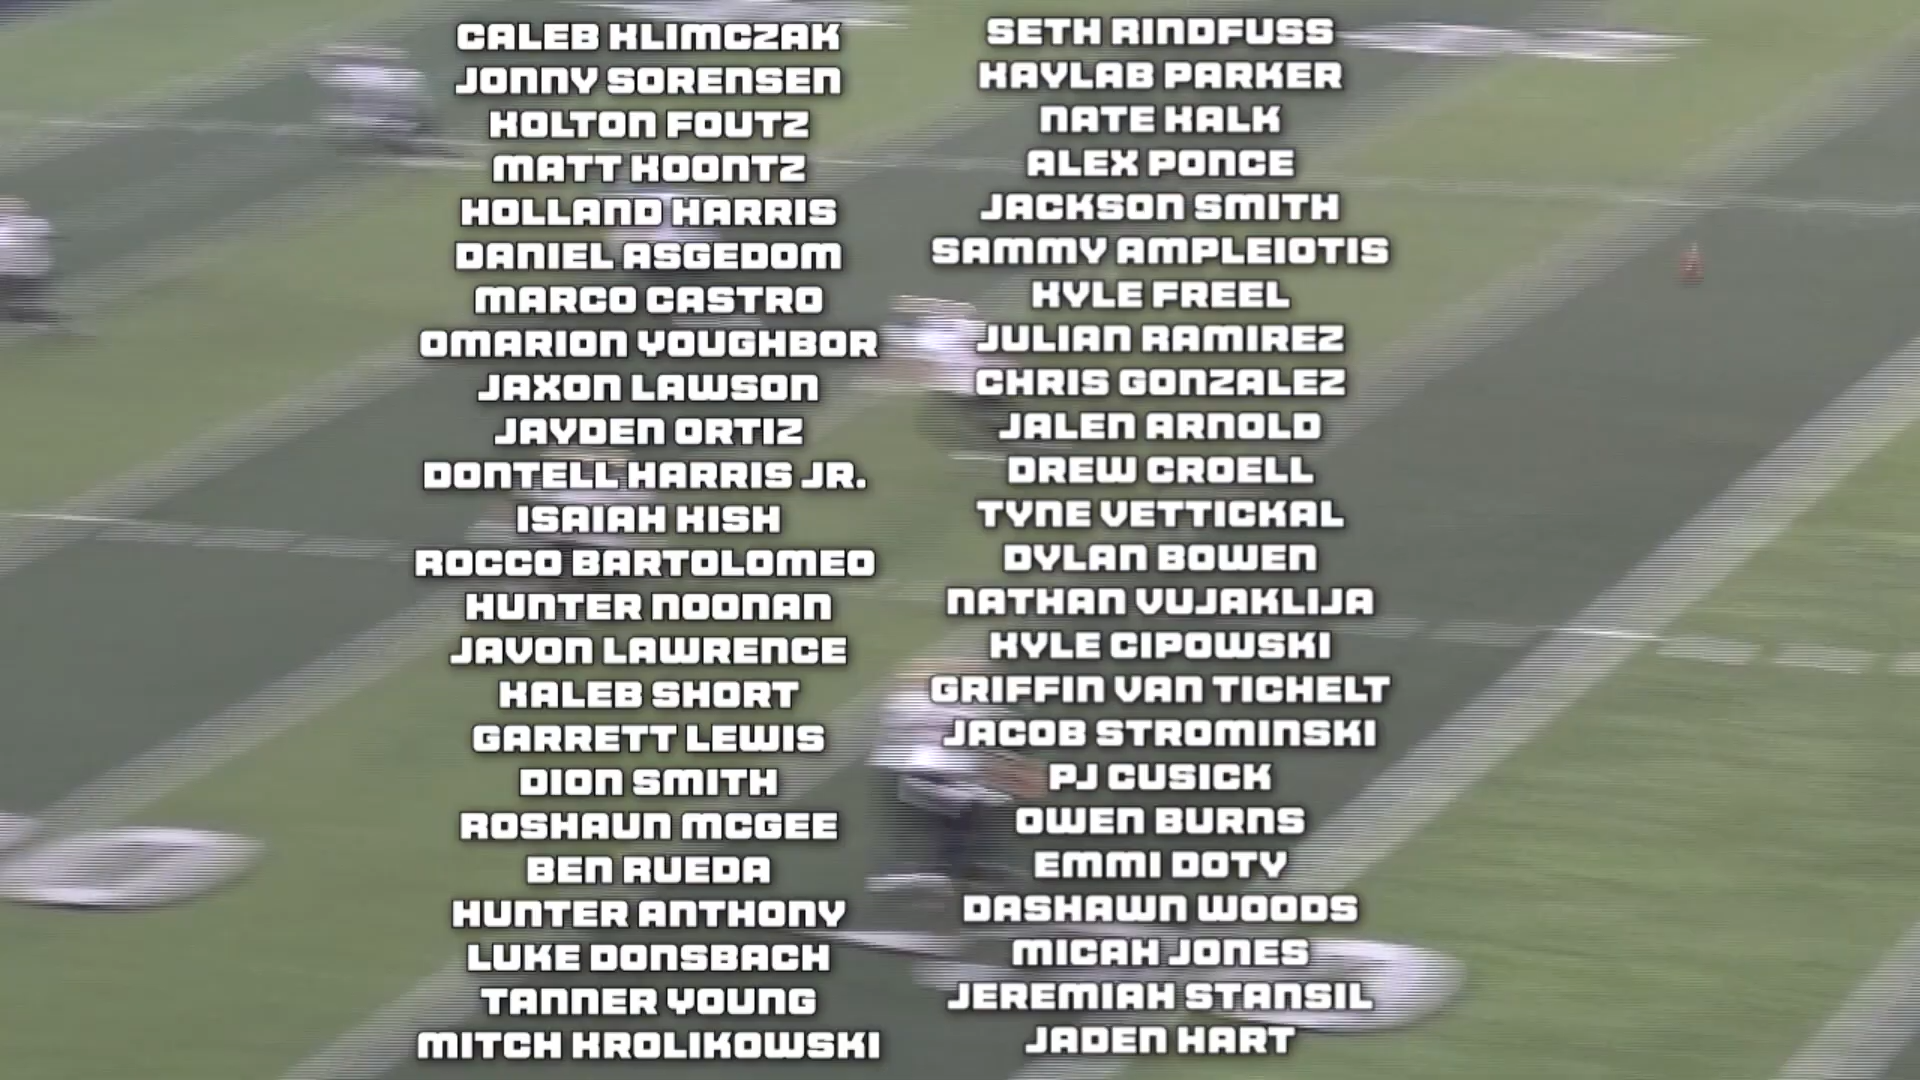 CALEB KLIMCZAK
JONNY SORENSEN
KOLTON FOUTZ
MATT KOONTZ
HOLLAND HARRIS
DANIEL ASGEDOM
MARCO CASTRO
OMARION YOUGHBOR
JAXON LAWSON
JAYDEN ORTIZ
DONTELL HARRIS JR.
ISAIAH KISH
ROCCO BARTOLOMEO
HUNTER NOONAN
JAVON LAWRENCE
KALEB SHORT
GARRETT LEWIS
DION SMITH
ROSHAUN MCGEE
BEN RUEDA
HUNTER ANTHONY
LUKE DONSBACH
TANNER YOUNG
MITCH KROLIKOWSKI
SETH RINDFUSS
KAYLAB PARKER
NATE KALK
ALEX PONCE
JACKSON SMITH
SAMMY AMPLEIOTIS
KYLE FREEL
JULIAN RAMIREZ
CHRIS GONZALEZ
JALEN ARNOLD
DREW CROELL
TYNE VETTICKAL
DYLAN BOWEN
NATHAN VUJAKLIJA
KYLE CIPOWSKI
GRIFFIN VAN TICHELT
JACOB STROMINSKI
PJ CUSICK
OWEN BURNS
EMMI DOTY
DASHAWN WOODS
MICAH JONES
JEREMIAH STANSIL
JADEN HART